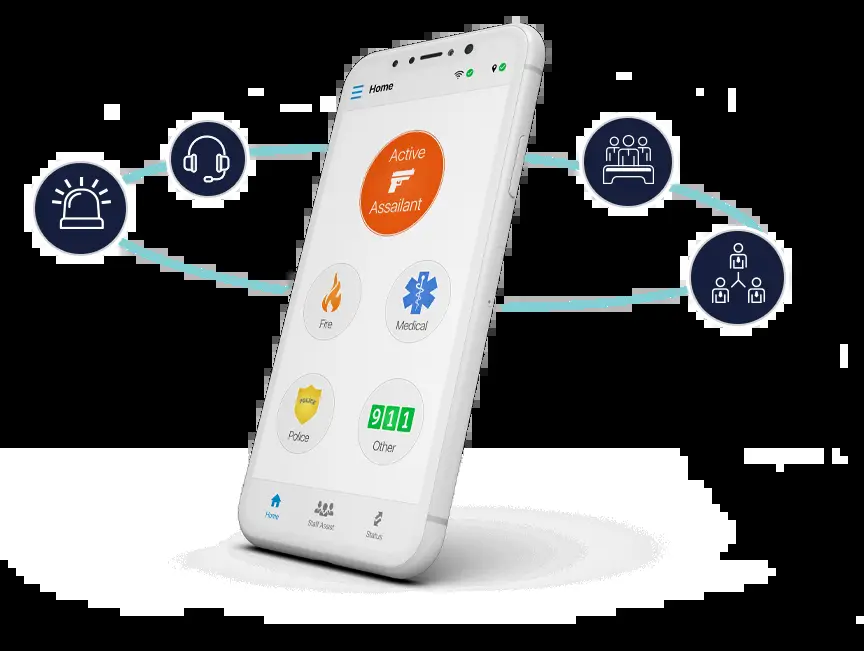 Home
Active
Assailant
Fire
Medical
POLICE
Police
911
Other
Home
Staff Assist
Status